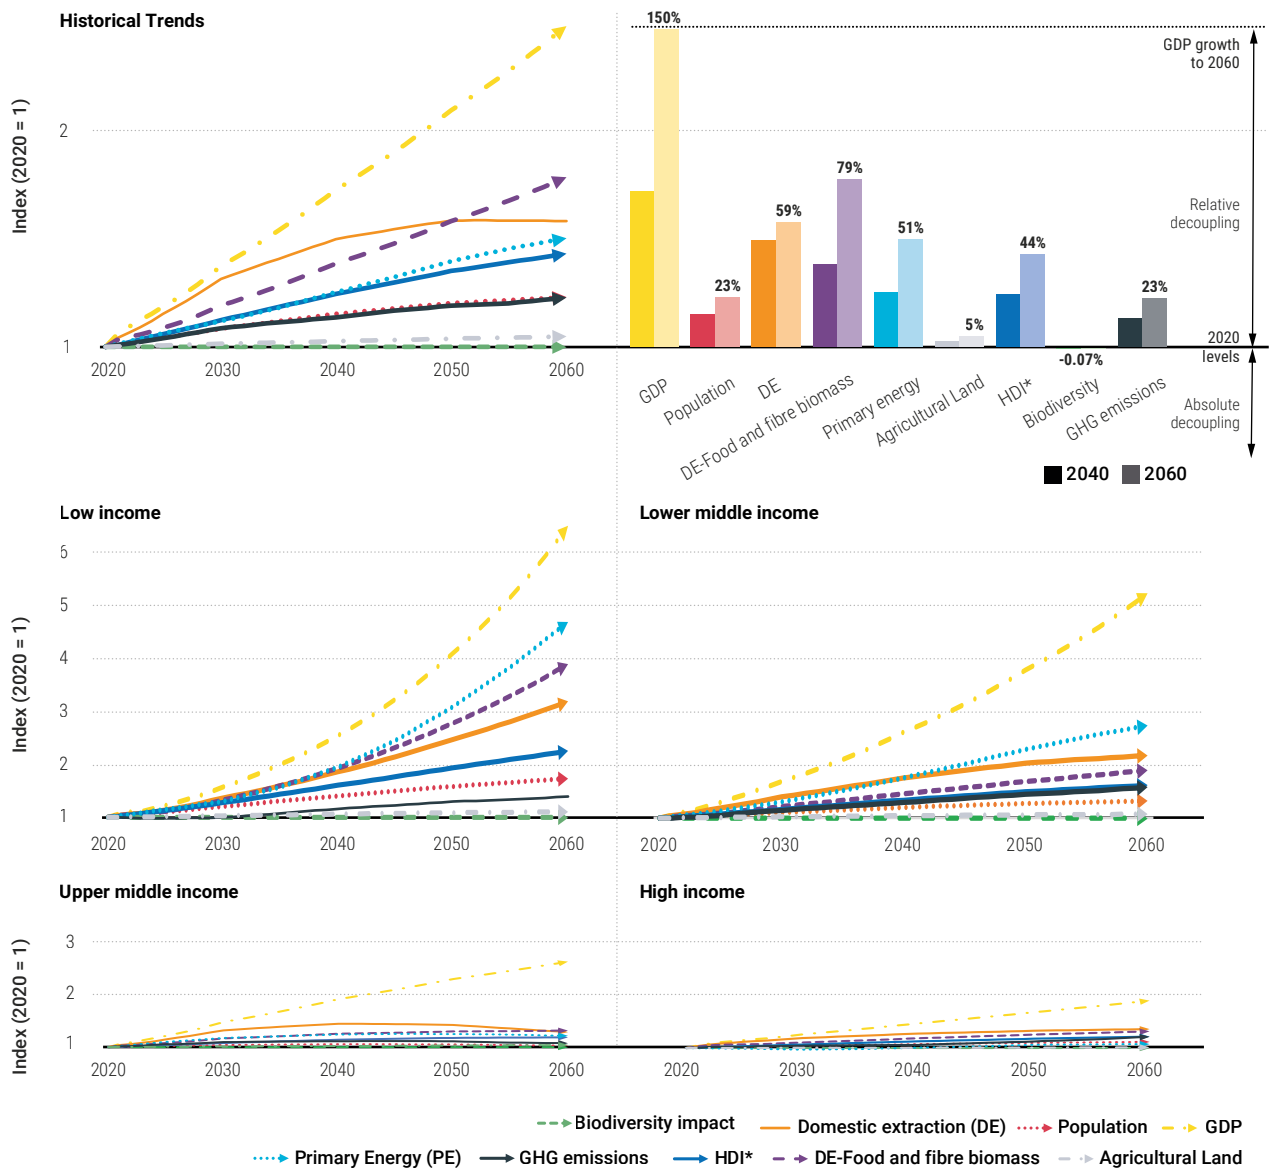 Historical Trends
Index (2020 = 1)
2
1
2020 2030 2040 2050 2060
150%
GDP growth
to 2060
23%
59%
79%
51%
5%
44%
-0.07%
23%
Relative
decoupling
2020
levels
Absolute
decoupling
GDP
Population
DE
DE-Food and fibre biomass
Primary energy
Agricultural Land
HDI*
Biodiversity
GHG emissions
2040 2060
Low income
Index (2020 = 1)
6
5
4
3
2
1
2020 2030 2040 2050 2060
Lower middle income
2020 2030 2040 2050 2060
Upper middle income
Index (2020 = 1)
3
2
1
2020 2030 2040 2050 2060
High income
2020 2030 2040 2050 2060
Biodiversity impact Domestic extraction (DE) Population GDP
Primary Energy (PE) GHG emissions HDI* DE-Food and fibre biomass Agricultural Land